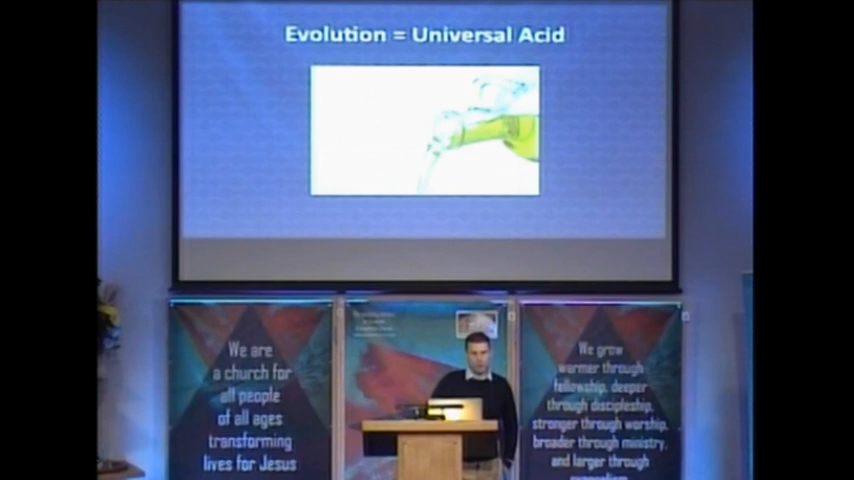 Evolution = Universal Acid
We are
a church for
all people
of all ages
transforming
lives for Jesus
We grow
warmer through
fellowship, deeper
through discipleship,
stronger through worship,
broader through ministry,
and larger through
evangelism